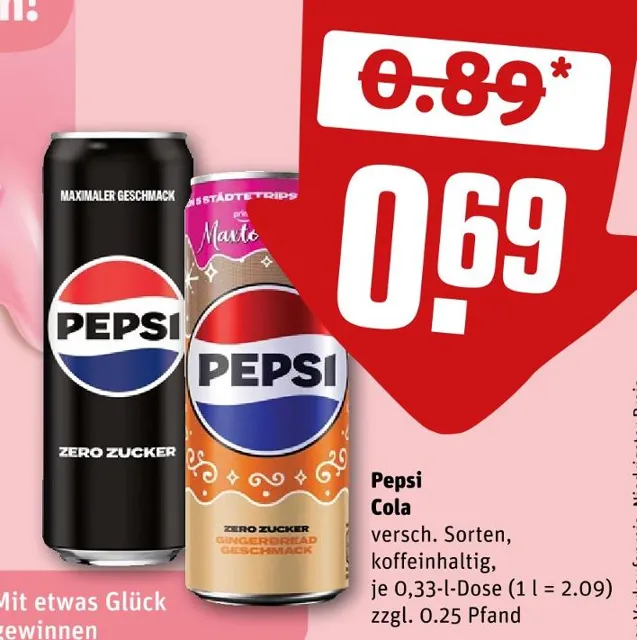 n!
0.89*
0.69
MAXIMALER GESCHMACK
PEPSI
ZERO ZUCKER
5 STÄDTETRIPS
PEPSI
ZERO ZUCKER
GINGERBREAD
GESCHMACK
Pepsi
Cola
versch. Sorten,
koffeinhaltig,
je 0,33-l-Dose (1 l = 2.09)
zzgl. 0.25 Pfand
Mit etwas Glück
gewinnen